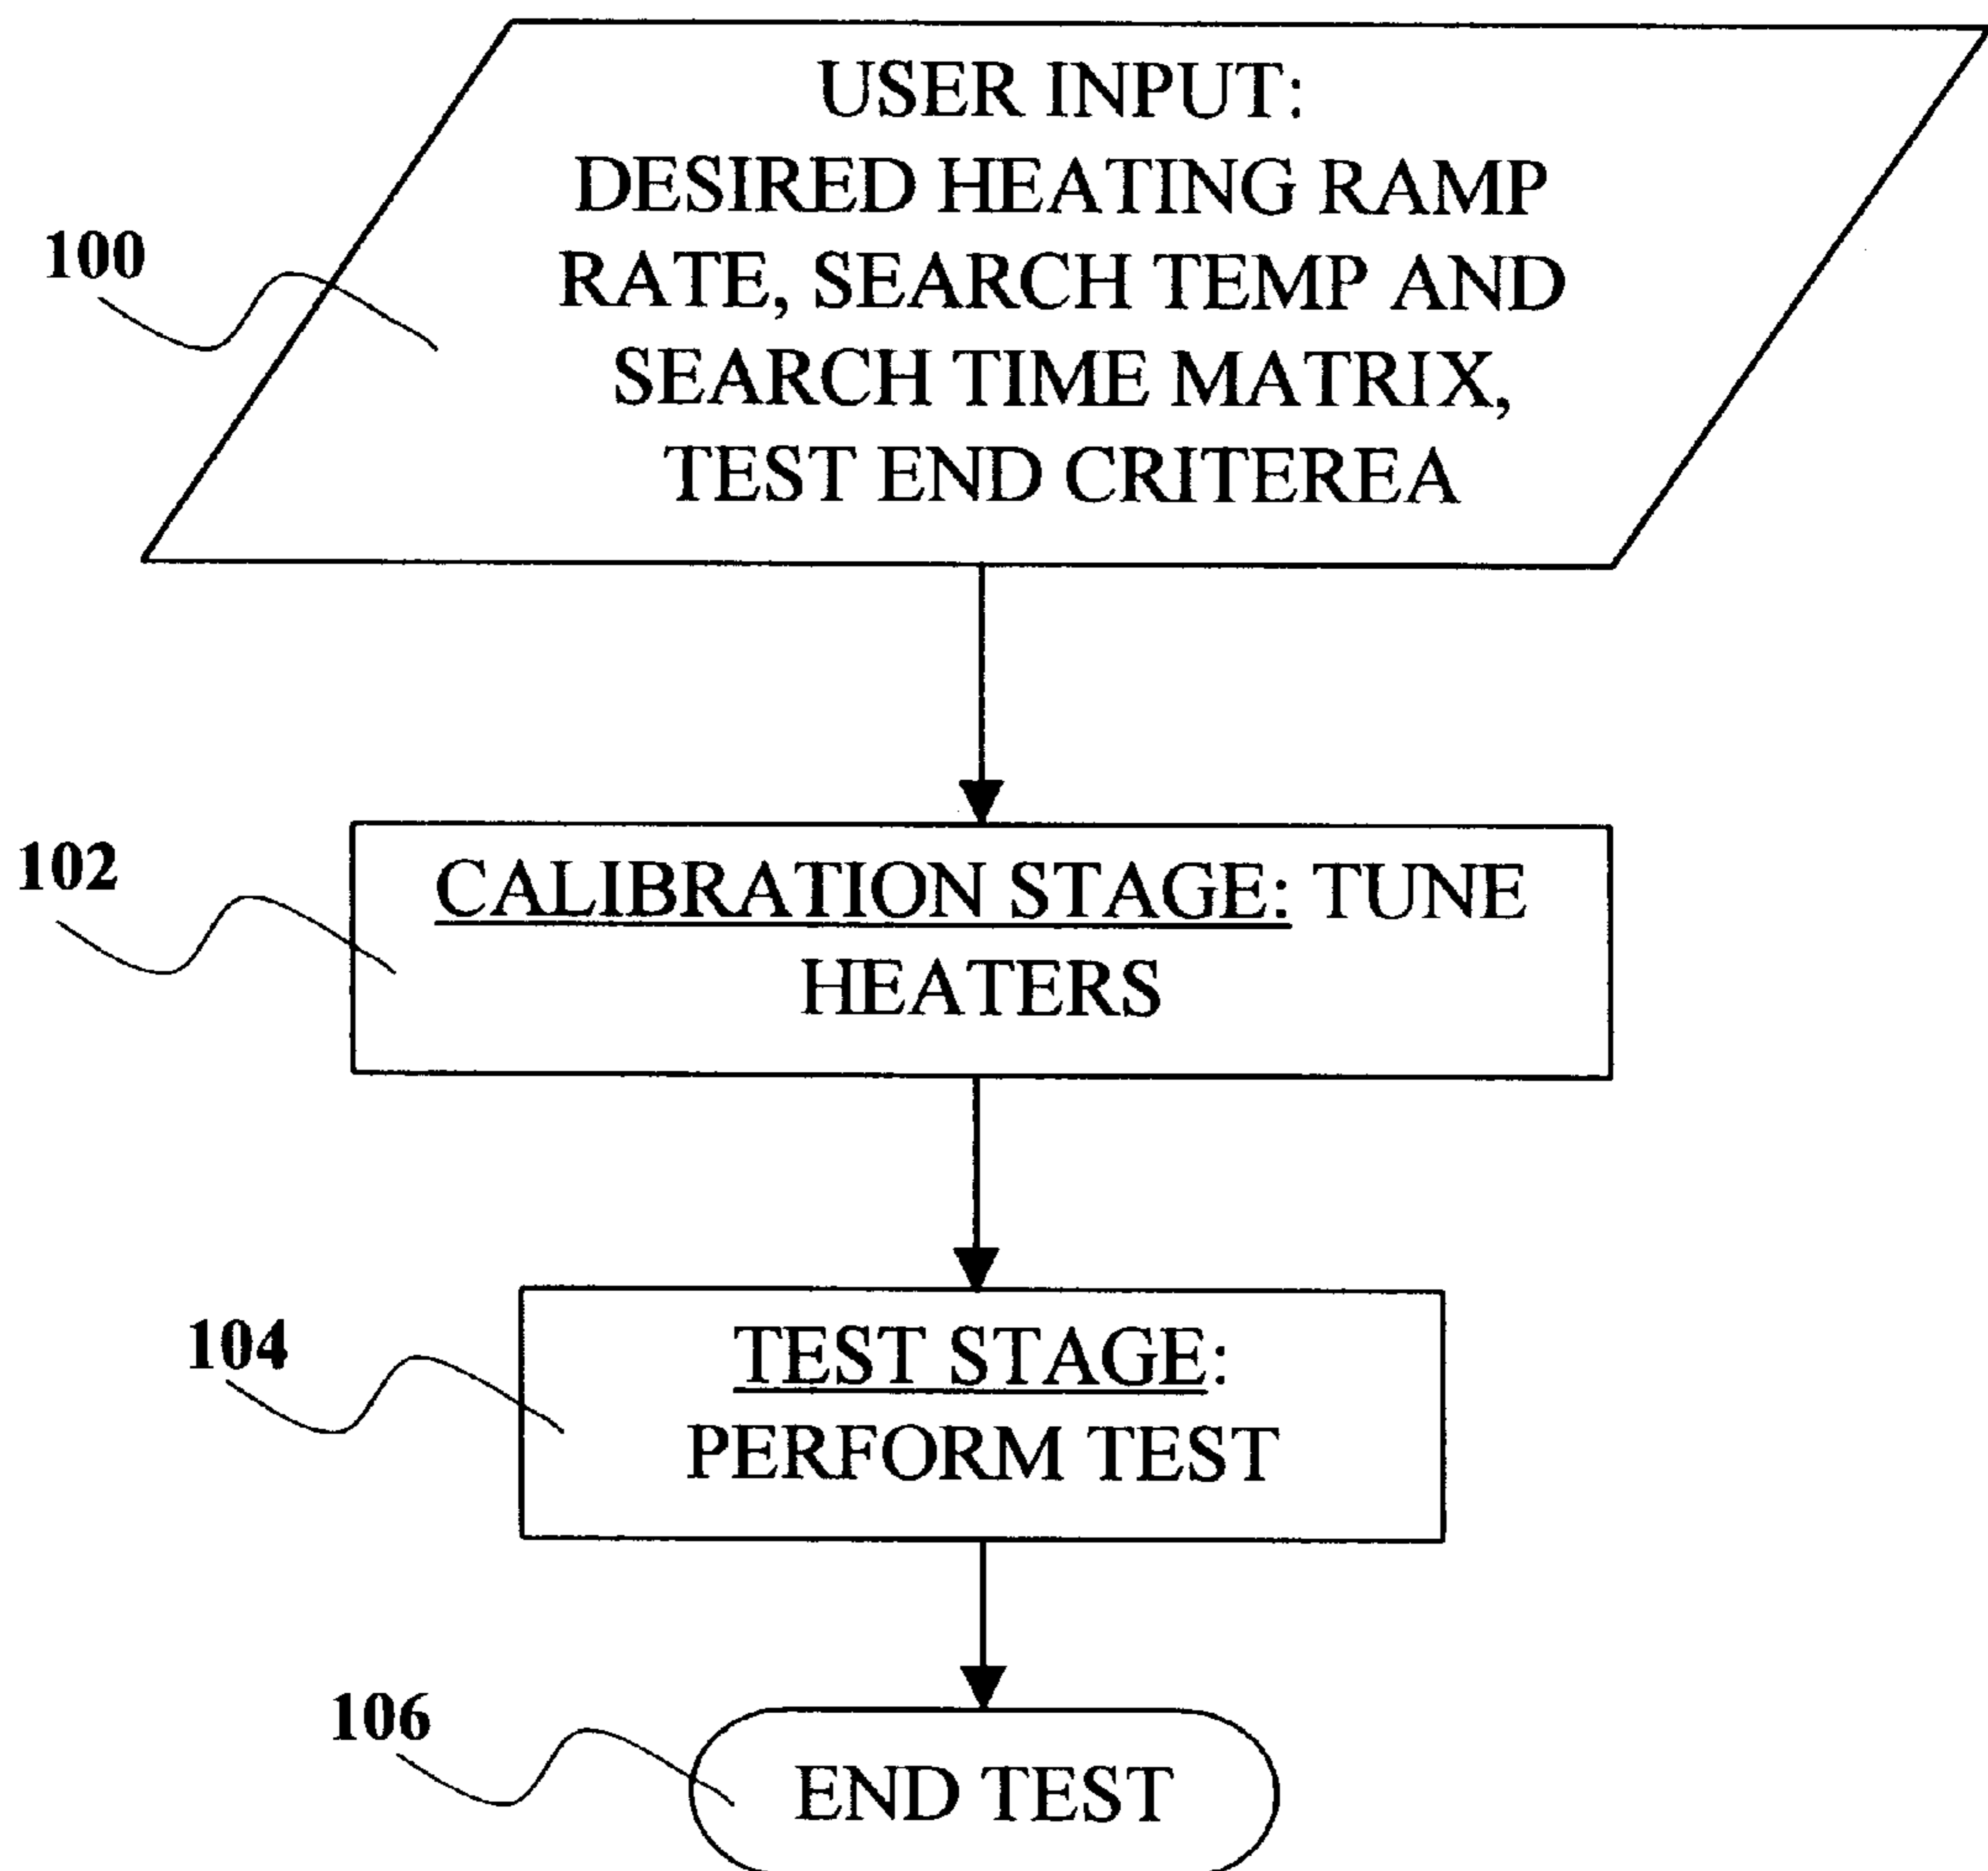 USER INPUT:
DESIRED HEATING RAMP
RATE, SEARCH TEMP AND
SEARCH TIME MATRIX,
TEST END CRITEREA
100
102
CALIBRATION STAGE: TUNE
HEATERS
104
TEST STAGE:
PERFORM TEST
106
END TEST